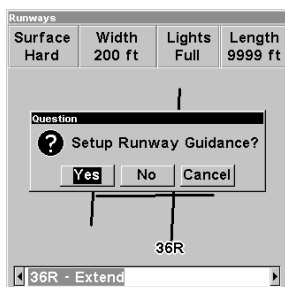 Runways
Surface Width Lights Length
Hard 200 ft Full 9999 ft
Question
Setup Runway Guidance?
Yes No Cancel
36R
36R - Extend